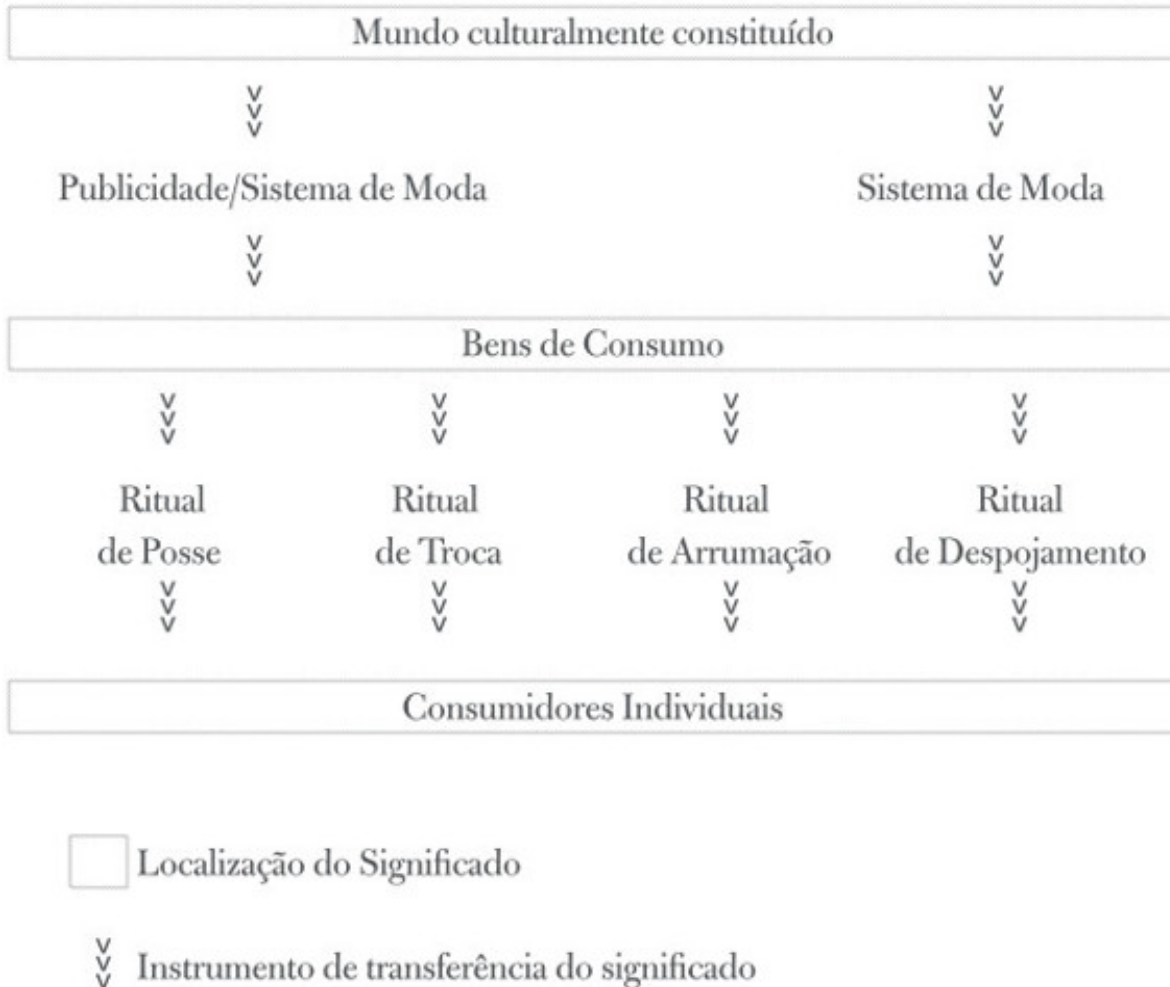 Mundo culturalmente constituído
Publicidade/Sistema de Moda
Sistema de Moda
Bens de Consumo
Ritual
de Posse
Ritual
de Troca
Ritual
de Arrumação
Ritual
de Despojamento
Consumidores Individuais
Localização do Significado
Instrumento de transferência do significado